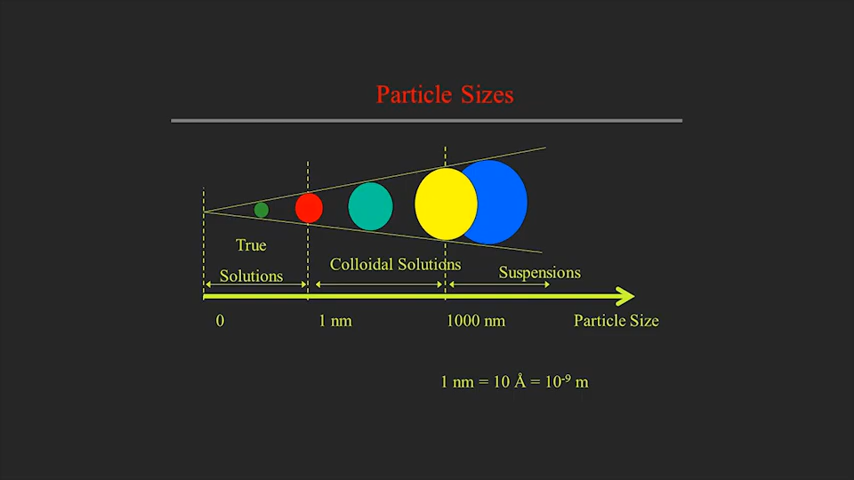 Particle Sizes
True
Solutions
Colloidal Solutions
Suspensions
0
1 nm
1000 nm
Particle Size
1 nm = 10 Å = 10⁻⁹ m